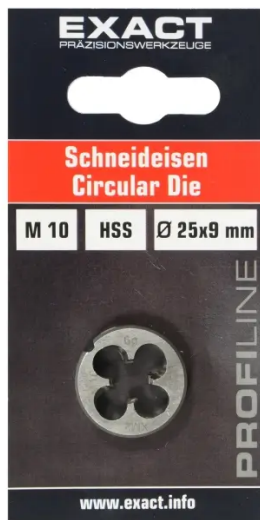 EXACT
PRÄZISIONSWERKZEUGE
Schneideisen
Circular Die
M 10
HSS
Ø 25x9 mm
PROFILINE
www.exact.info